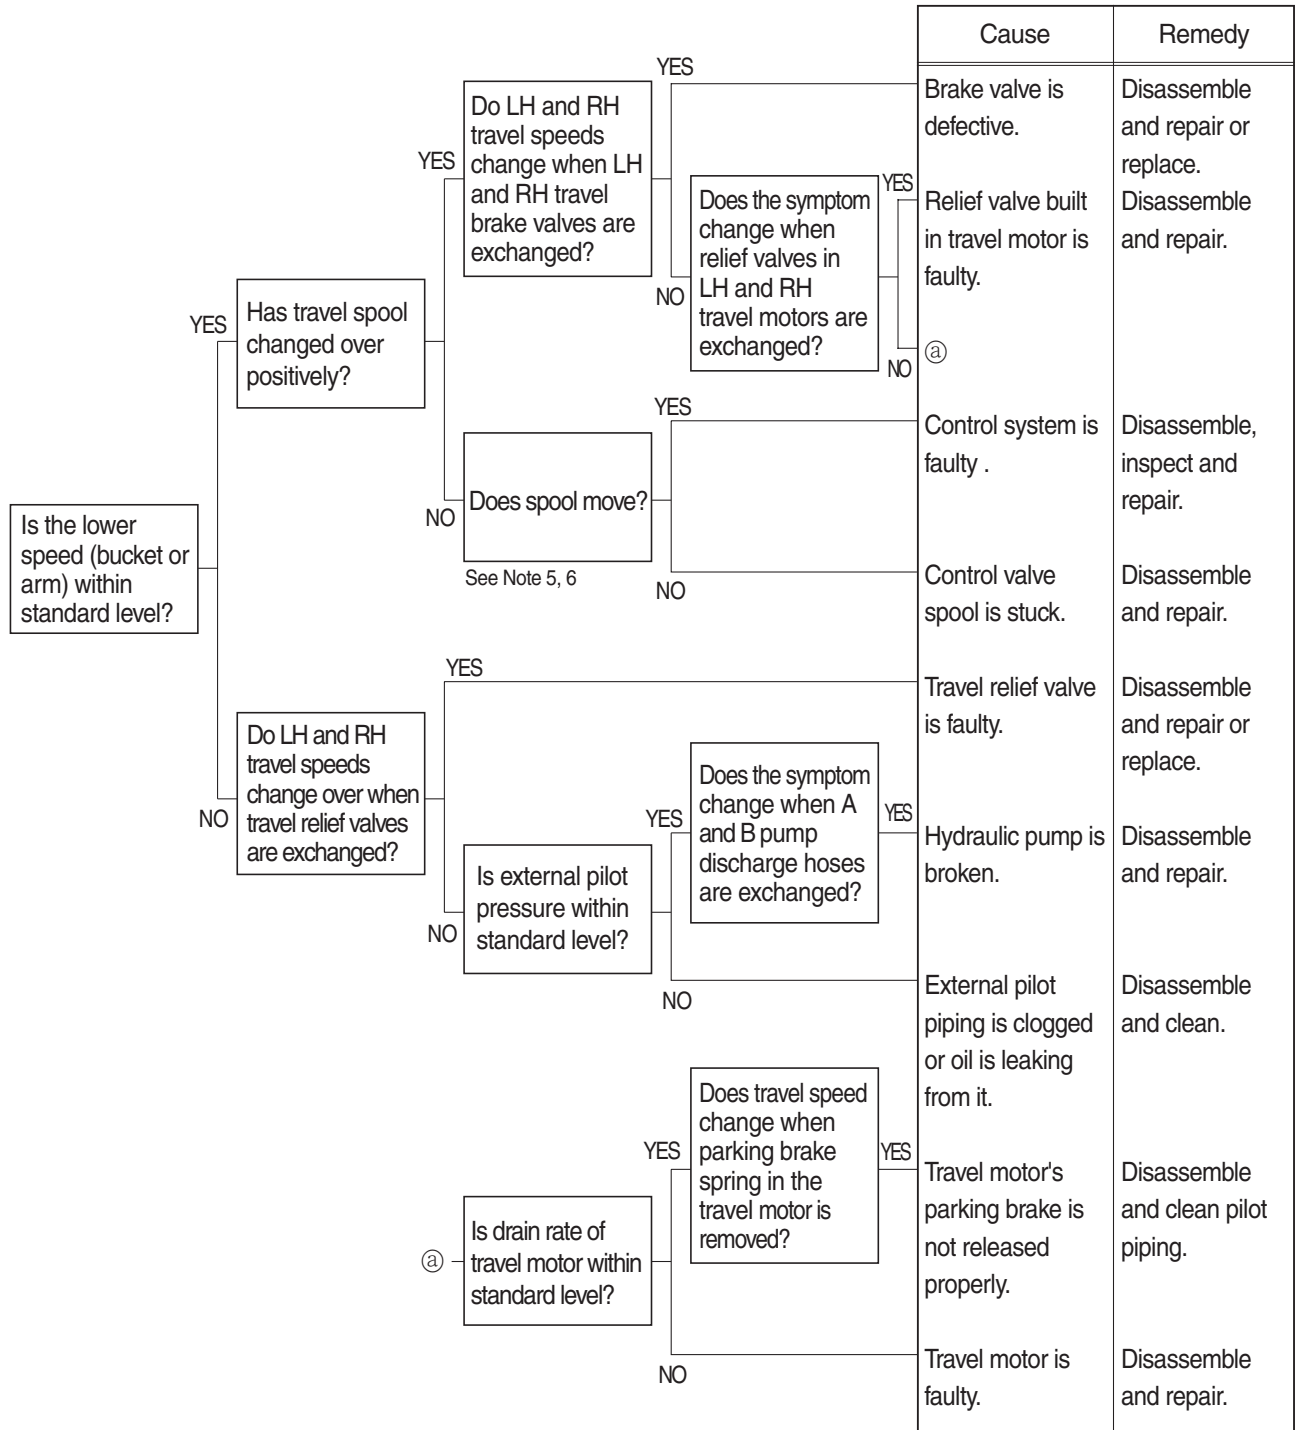 Cause
Remedy
YES
Do LH and RH
travel speeds
change when LH
and RH travel
brake valves are
exchanged?
Brake valve is
defective.
Disassemble
and repair or
replace.
YES
Does the symptom
change when
relief valves in
LH and RH
travel motors are
exchanged?
YES
Relief valve built
in travel motor is
faulty.
Disassemble
and repair.
NO
NO
ⓐ
YES
Has travel spool
changed over
positively?
YES
Control system is
faulty .
Disassemble,
inspect and
repair.
NO
Does spool move?
See Note 5, 6
NO
Control valve
spool is stuck.
Disassemble
and repair.
Is the lower
speed (bucket or
arm) within
standard level?
YES
Travel relief valve
is faulty.
Disassemble
and repair or
replace.
NO
Do LH and RH
travel speeds
change over when
travel relief valves
are exchanged?
YES
Does the symptom
change when A
and B pump
discharge hoses
are exchanged?
YES
Hydraulic pump is
broken.
Disassemble
and repair.
NO
Is external pilot
pressure within
standard level?
NO
External pilot
piping is clogged
or oil is leaking
from it.
Disassemble
and clean.
ⓐ
Is drain rate of
travel motor within
standard level?
YES
Does travel speed
change when
parking brake
spring in the
travel motor is
removed?
YES
Travel motor's
parking brake is
not released
properly.
Disassemble
and clean pilot
piping.
NO
Travel motor is
faulty.
Disassemble
and repair.